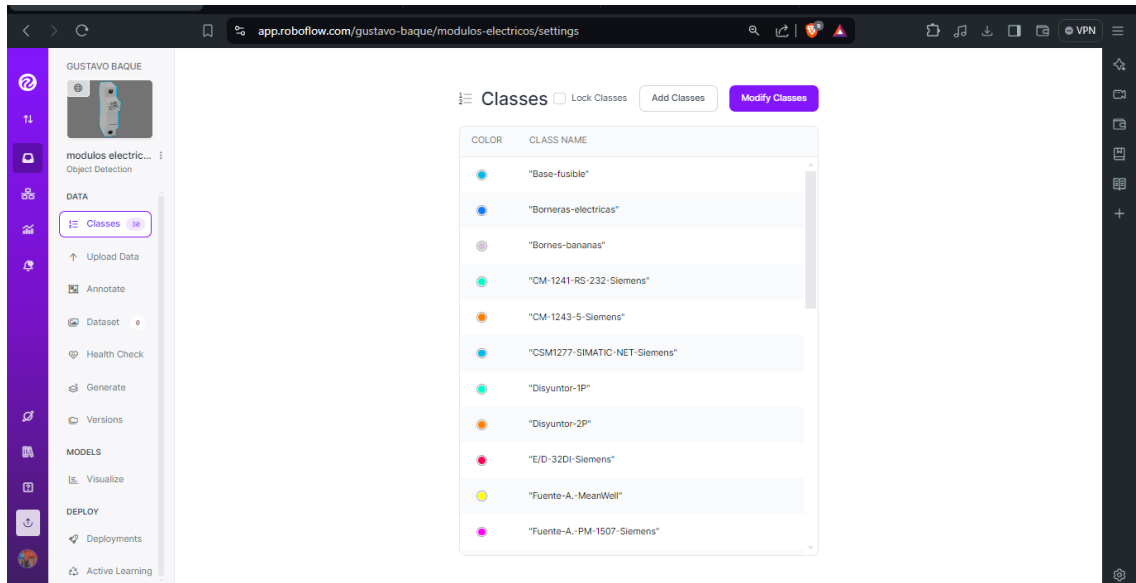 app.roboflow.com/gustavo-baque/modulos-electricos/settings
VPN
GUSTAVO BAQUE
modulos electric...
Object Detection
DATA
Classes 30
Upload Data
Annotate
Dataset 0
Health Check
Generate
Versions
MODELS
Visualize
DEPLOY
Deployments
Active Learning
Classes Lock Classes Add Classes Modify Classes
COLOR CLASS NAME
"Base-fusible"
"Borneras-electricas"
"Bornes-bananas"
"CM-1241-RS-232-Siemens"
"CM-1243-5-Siemens"
"CSM1277-SIMATIC-NET-Siemens"
"Disyuntor-1P"
"Disyuntor-2P"
"E/D-32DI-Siemens"
"Fuente-A.-MeanWell"
"Fuente-A.-PM-1507-Siemens"